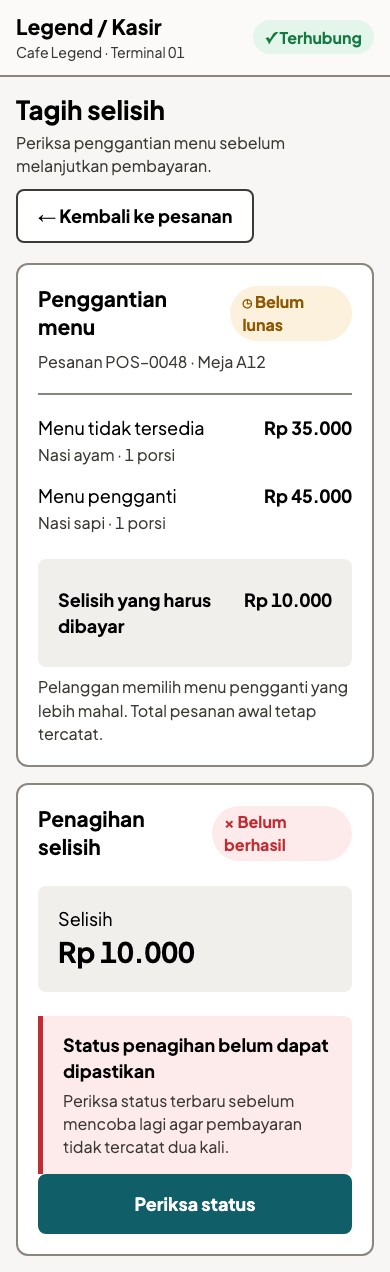 Legend / Kasir
Cafe Legend · Terminal 01
✓Terhubung
Tagih selisih
Periksa penggantian menu sebelum
melanjutkan pembayaran.
← Kembali ke pesanan
Penggantian
menu
◷ Belum
lunas
Pesanan POS-0048 · Meja A12
Menu tidak tersedia
Rp 35.000
Nasi ayam · 1 porsi
Menu pengganti
Rp 45.000
Nasi sapi · 1 porsi
Selisih yang harus
dibayar
Rp 10.000
Pelanggan memilih menu pengganti yang
lebih mahal. Total pesanan awal tetap
tercatat.
Penagihan
selisih
× Belum
berhasil
Selisih
Rp 10.000
Status penagihan belum dapat
dipastikan
Periksa status terbaru sebelum
mencoba lagi agar pembayaran
tidak tercatat dua kali.
Periksa status